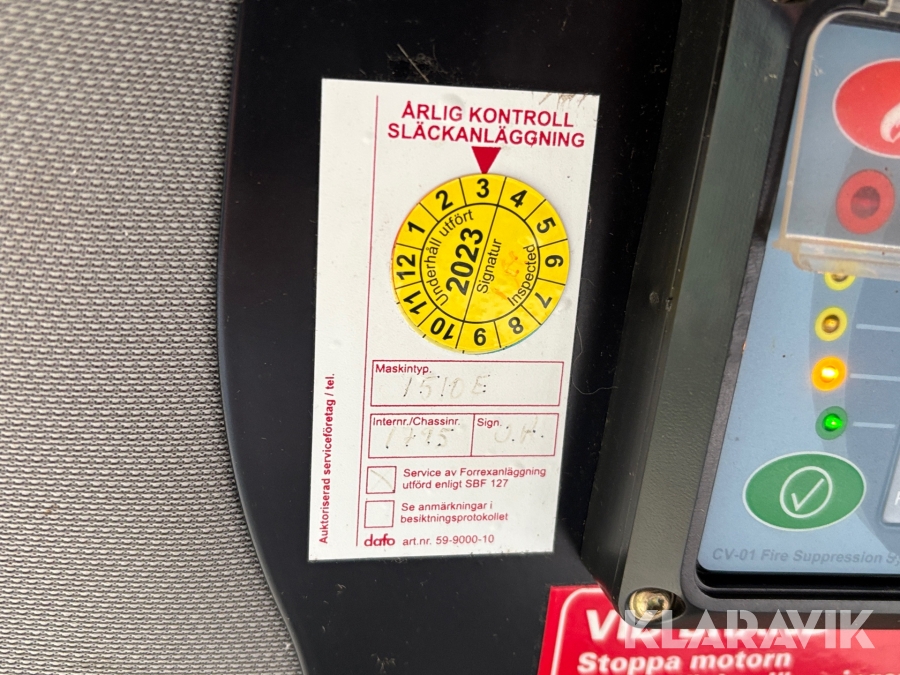 ÅRLIG KONTROLL
SLÄCKANLÄGGNING
1 2 3 4 5 6 7 8 9 10 11 12
Underhåll utfört
2023
Signatur
Inspected
Maskintyp.
1510E
Internr./Chassinr.
1795
Sign.
J.H.
Service av Forrexanläggning
utförd enligt SBF 127
Se anmärkningar i
besiktningsprotokollet
dafo art.nr. 59-9000-10
Auktoriserad serviceföretag / tel.
CV-01 Fire Suppression
Stoppa motorn
KLARAVIK